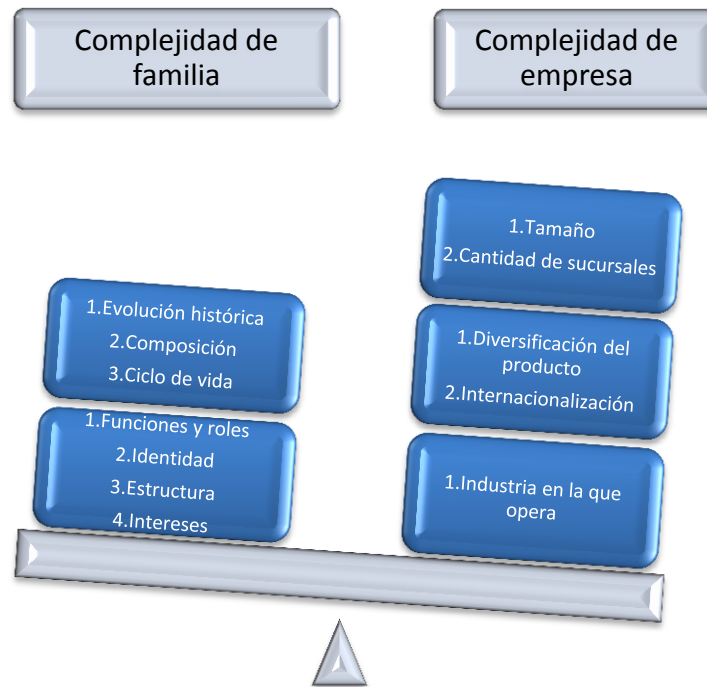 Complejidad de
familia
Complejidad de
empresa
1.Evolución histórica
2.Composición
3.Ciclo de vida
1.Funciones y roles
2.Identidad
3.Estructura
4.Intereses
1.Tamaño
2.Cantidad de sucursales
1.Diversificación del
producto
2.Internacionalización
1.Industria en la que
opera